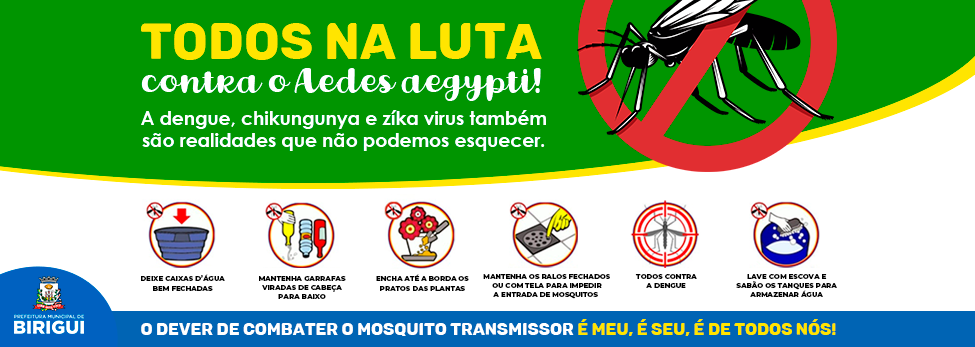 TODOS NA LUTA
contra o Aedes aegypti!
A dengue, chikungunya e zíka virus também
são realidades que não podemos esquecer.
DEIXE CAIXAS D'ÁGUA
BEM FECHADAS
MANTENHA GARRAFAS
VIRADAS DE CABEÇA
PARA BAIXO
ENCHA ATÉ A BORDA OS
PRATOS DAS PLANTAS
MANTENHA OS RALOS FECHADOS
OU COM TELA PARA IMPEDIR
A ENTRADA DE MOSQUITOS
TODOS CONTRA
A DENGUE
LAVE COM ESCOVA E
SABÃO OS TANQUES PARA
ARMAZENAR ÁGUA
PREFEITURA MUNICIPAL DE
BIRIGUI
O DEVER DE COMBATER O MOSQUITO TRANSMISSOR É MEU, É SEU, É DE TODOS NÓS!